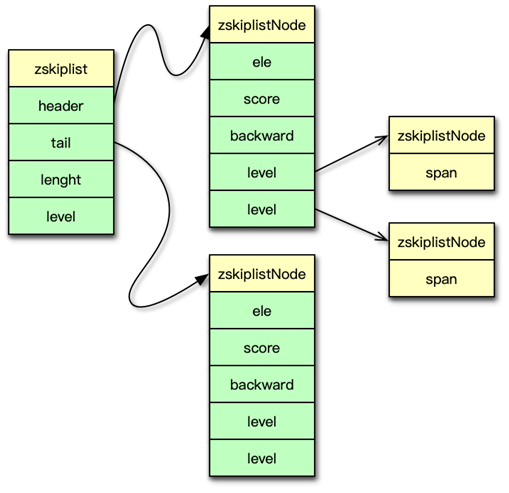 zskiplist
header
tail
lenght
level
zskiplistNode
ele
score
backward
level
level
zskiplistNode
span
zskiplistNode
span
zskiplistNode
ele
score
backward
level
level